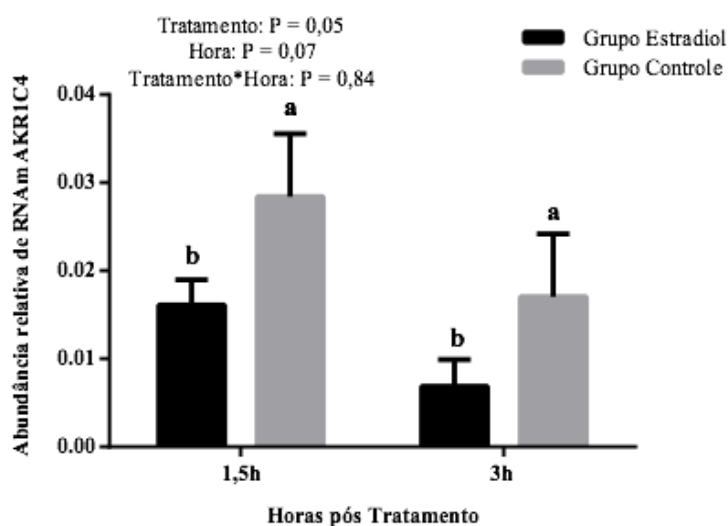 Tratamento: P = 0,05
Hora: P = 0,07
Tratamento*Hora: P = 0,84
Grupo Estradiol
Grupo Controle
Abundância relativa de RNAm AKR1C4
0.04
0.03
0.02
0.01
0.00
b
a
b
a
1,5h
3h
Horas pós Tratamento